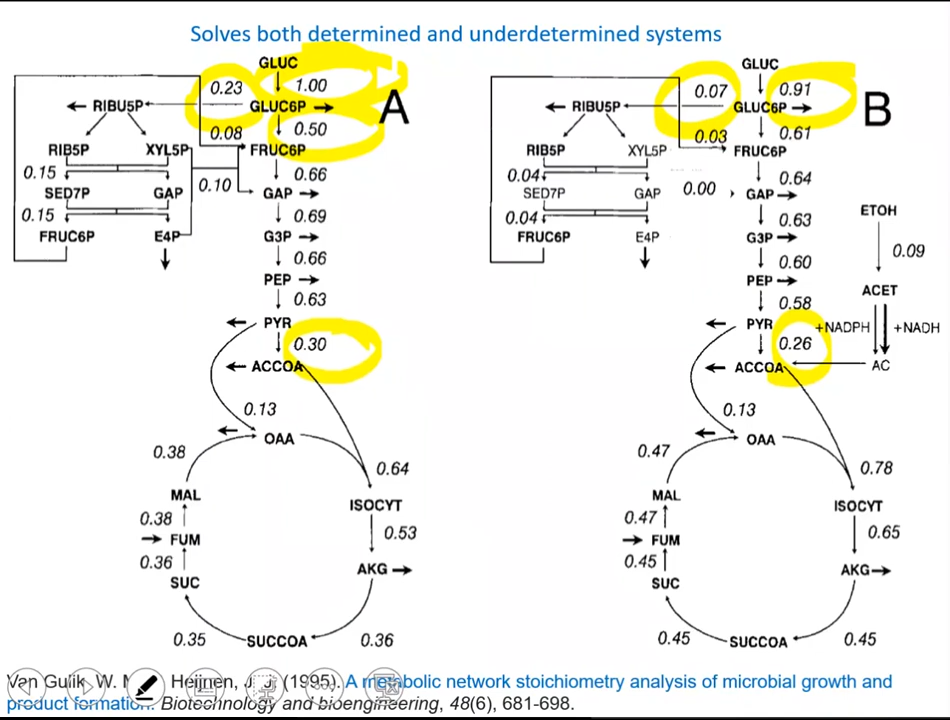 Solves both determined and underdetermined systems
GLUC
0.23 1.00
RIBU5P GLUC6P A
0.08 0.50
RIB5P XYL5P FRUC6P
0.15 0.10 0.66
SED7P GAP GAP
0.15 0.69
FRUC6P E4P G3P
0.66
PEP
0.63
PYR
0.30
ACCOA
0.13
OAA
0.38 0.64
MAL ISOCYT
0.38 0.53
FUM
0.36 AKG
SUC
0.35 SUCCOA 0.36
GLUC
0.07 0.91
RIBU5P GLUC6P B
0.03 0.61
RIB5P XYL5P FRUC6P
0.04 0.00 0.64
SED7P GAP GAP ETOH
0.04 0.63 0.09
FRUC6P E4P G3P
0.60
PEP ACET
0.58
PYR +NADPH +NADH
0.26
ACCOA AC
0.13
OAA
0.47 0.78
MAL ISOCYT
0.47 0.65
FUM
0.45 AKG
SUC
0.45 SUCCOA 0.45
Van Gulik, W. Heijnen, J. J. (1995). A metabolic network stoichiometry analysis of microbial growth and
product formation. Biotechnology and bioengineering, 48(6), 681-698.